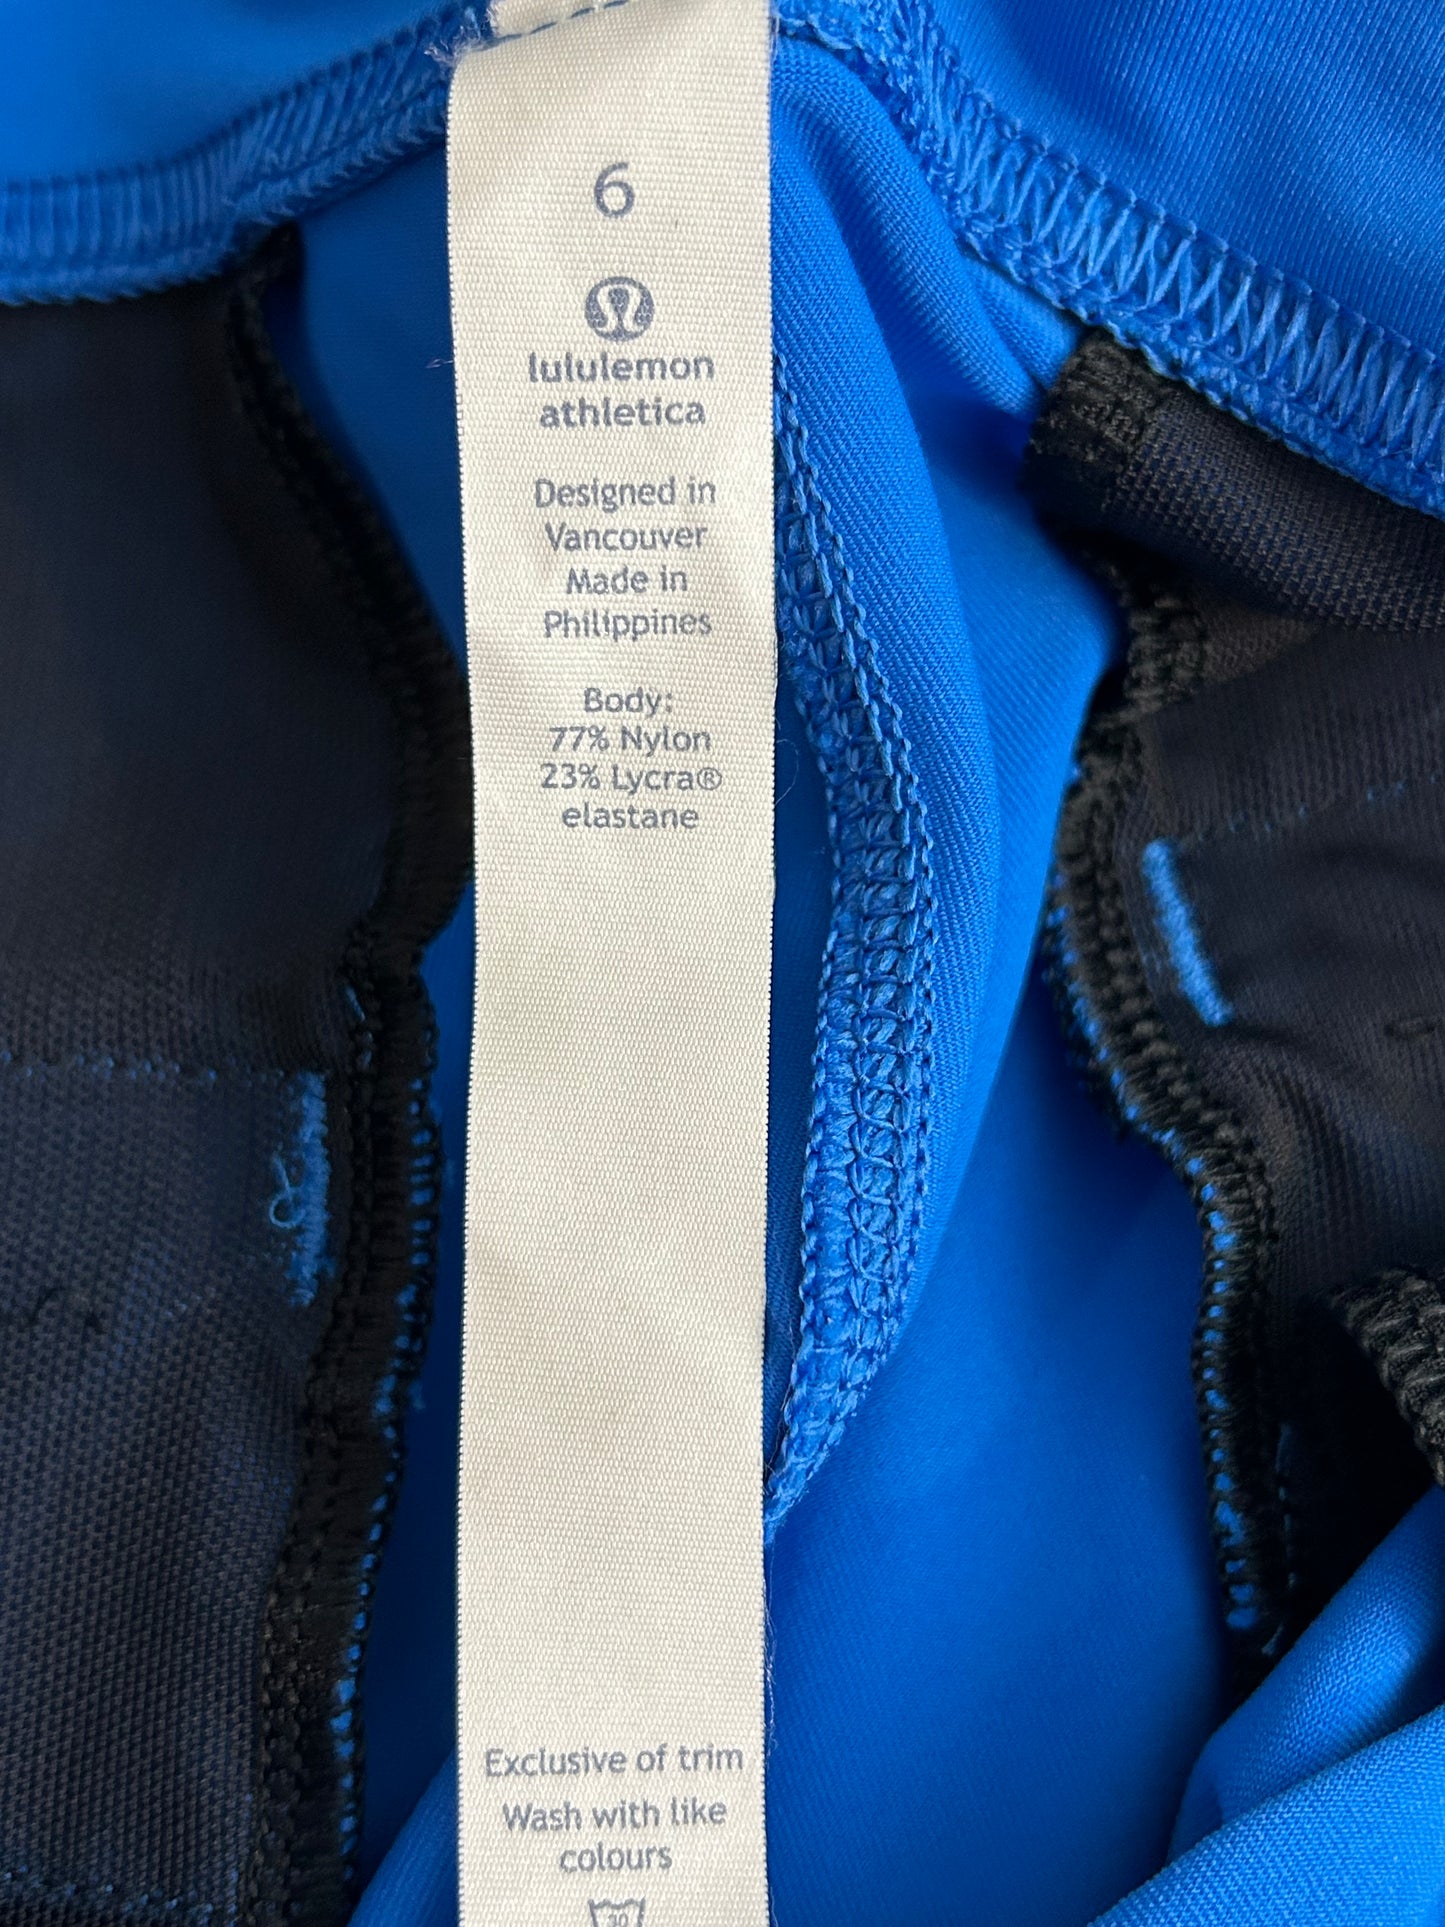 6
lululemon
athletica
Designed in
Vancouver
Made in
Philippines
Body:
77% Nylon
23% Lycra®
elastane
Exclusive of trim
Wash with like
colours
30